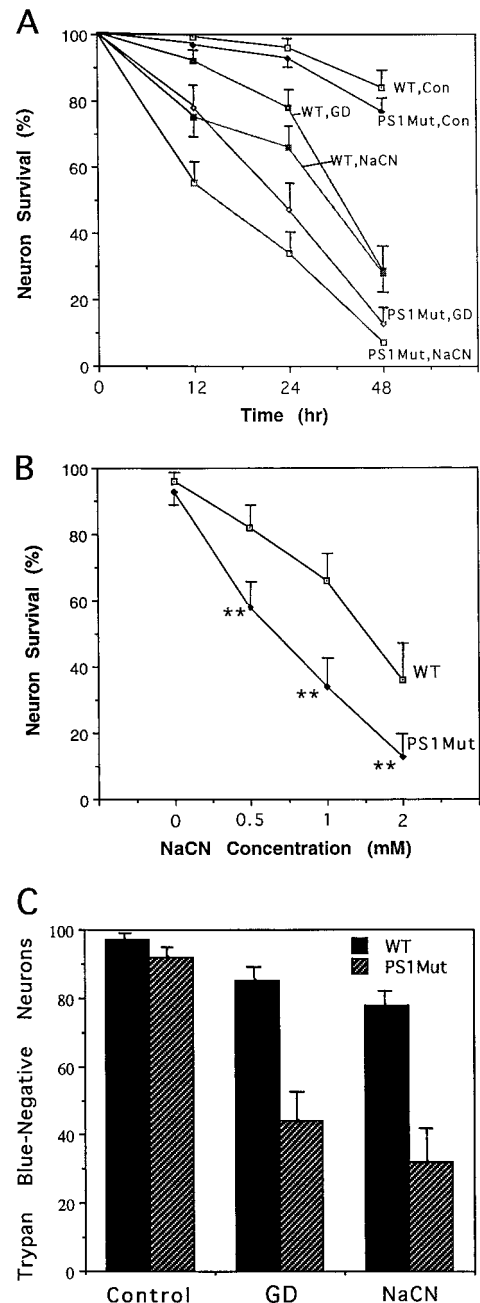 A
100
80
60
40
20
0
Neuron Survival (%)
WT,Con
PS1Mut,Con
WT,GD
WT,NaCN
PS1Mut,GD
PS1Mut,NaCN
0 12 24 48
Time (hr)
B
100
80
60
40
20
0
Neuron Survival (%)
**
**
**
WT
PS1Mut
0 0.5 1 2
NaCN Concentration (mM)
C
100
80
60
40
20
0
Trypan Blue-Negative Neurons
WT
PS1Mut
Control GD NaCN